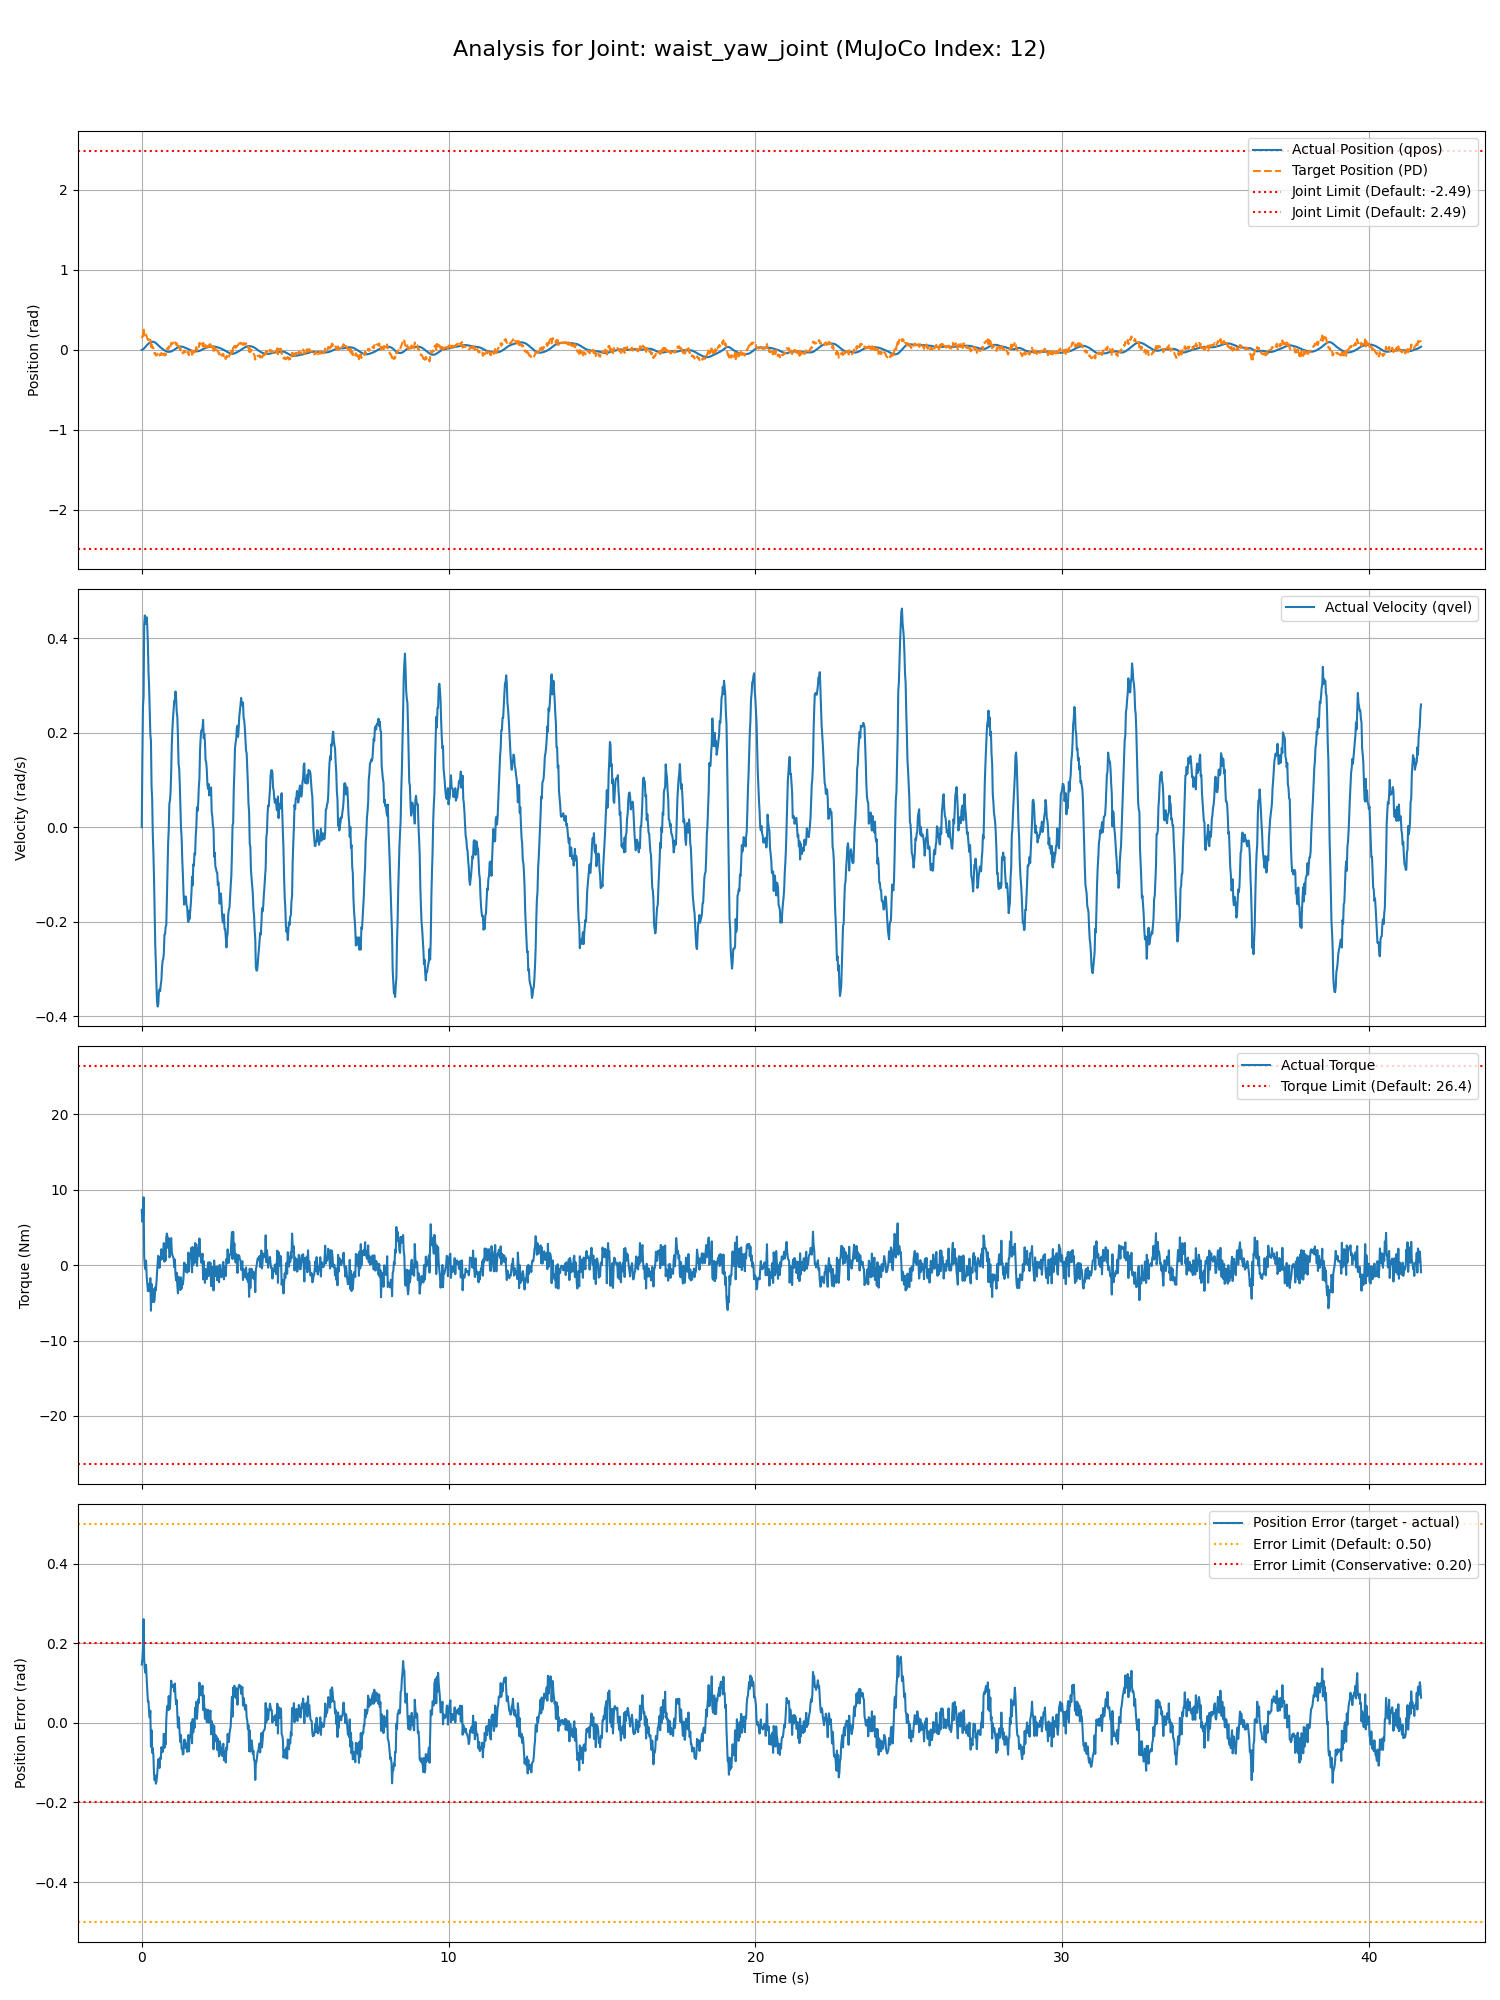 Analysis for Joint: waist_yaw_joint (MuJoCo Index: 12)
Position (rad)
2
1
0
−1
−2
Actual Position (qpos)
Target Position (PD)
Joint Limit (Default: -2.49)
Joint Limit (Default: 2.49)
Velocity (rad/s)
0.4
0.2
0.0
−0.2
−0.4
Actual Velocity (qvel)
Torque (Nm)
20
10
0
−10
−20
Actual Torque
Torque Limit (Default: 26.4)
Position Error (rad)
0.4
0.2
0.0
−0.2
−0.4
Position Error (target - actual)
Error Limit (Default: 0.50)
Error Limit (Conservative: 0.20)
0
10
20
30
40
Time (s)